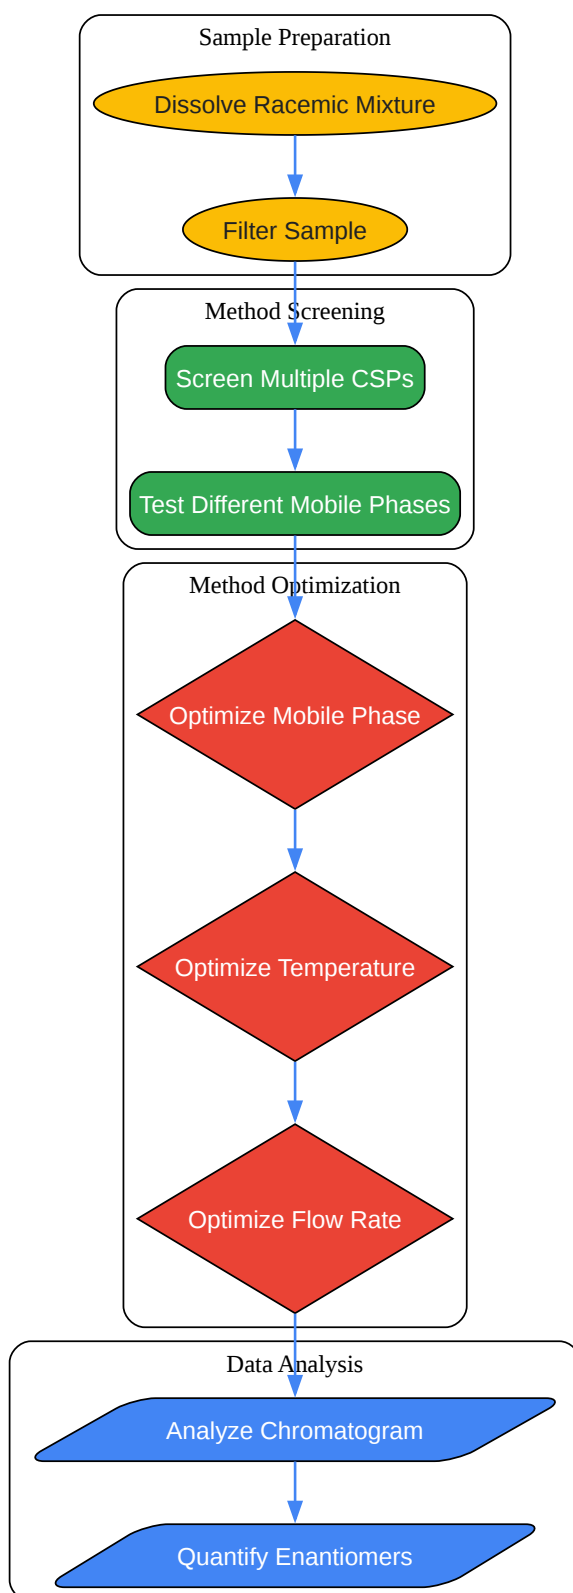 Sample Preparation
Dissolve Racemic Mixture
Filter Sample
Method Screening
Screen Multiple CSPs
Test Different Mobile Phases
Method Optimization
Optimize Mobile Phase
Optimize Temperature
Optimize Flow Rate
Data Analysis
Analyze Chromatogram
Quantify Enantiomers